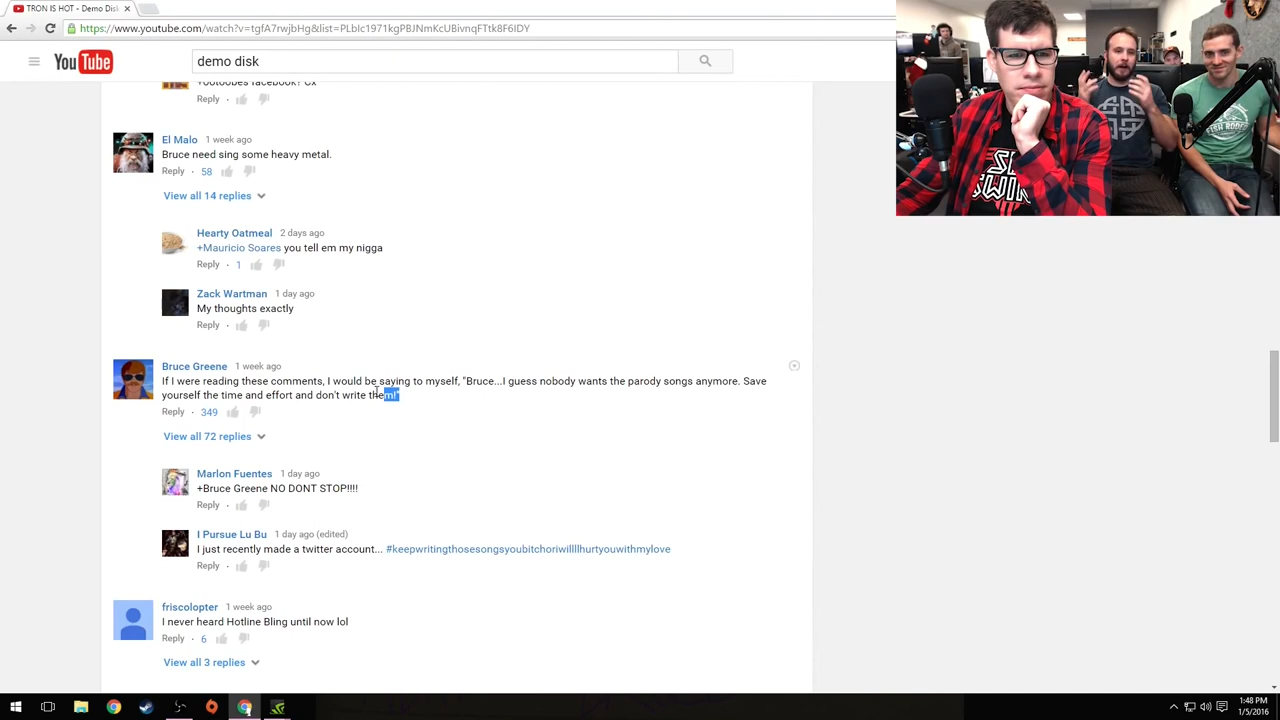 TRON IS HOT - Demo Disk
https://www.youtube.com/watch?v=tgfA7rwjbHg&list=PLbIc1971kgPBJNmKcUBivnqFTtk8F6IDY
YouTube
demo disk
Reply ·
El Malo 1 week ago
Bruce need sing some heavy metal.
Reply · 58
View all 14 replies
Hearty Oatmeal 2 days ago
+Mauricio Soares you tell em my nigga
Reply · 1
Zack Wartman 1 day ago
My thoughts exactly
Reply ·
Bruce Greene 1 week ago
If I were reading these comments, I would be saying to myself, "Bruce...I guess nobody wants the parody songs anymore. Save
yourself the time and effort and don't write them!"
Reply · 349
View all 72 replies
Marlon Fuentes 1 day ago
+Bruce Greene NO DONT STOP!!!!
Reply ·
I Pursue Lu Bu 1 day ago (edited)
I just recently made a twitter account... #keepwritingthosesongsyoubitchoriwillllhurtyouwithmylove
Reply ·
friscolopter 1 week ago
I never heard Hotline Bling until now lol
Reply · 6
View all 3 replies
1:48 PM
1/5/2016